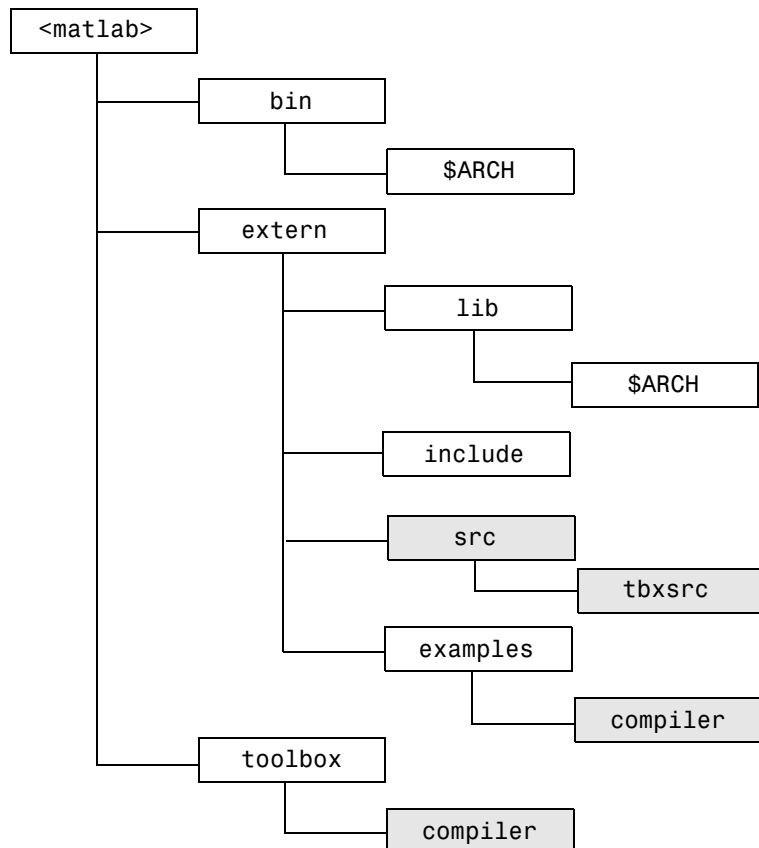 <matlab>
bin
$ARCH
extern
lib
$ARCH
include
src
tbxsrc
examples
compiler
toolbox
compiler